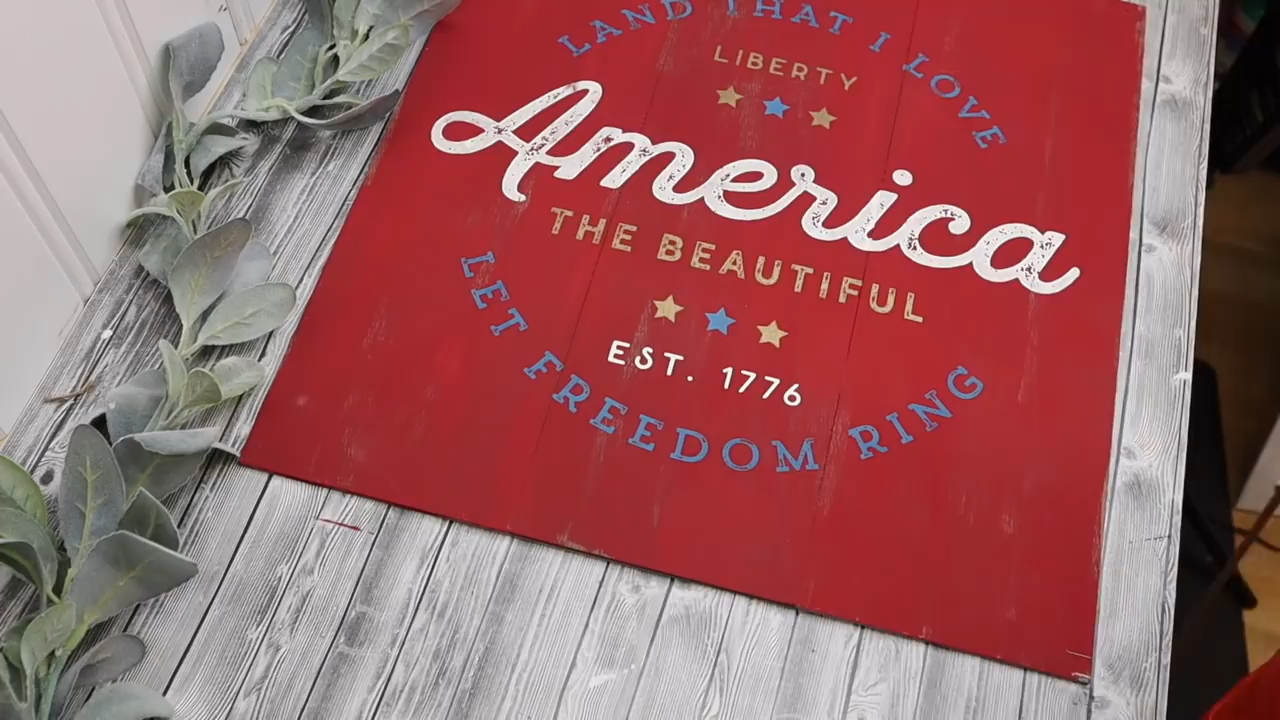 LAND THAT I LOVE
LIBERTY
America
THE BEAUTIFUL
EST. 1776
LET FREEDOM RING